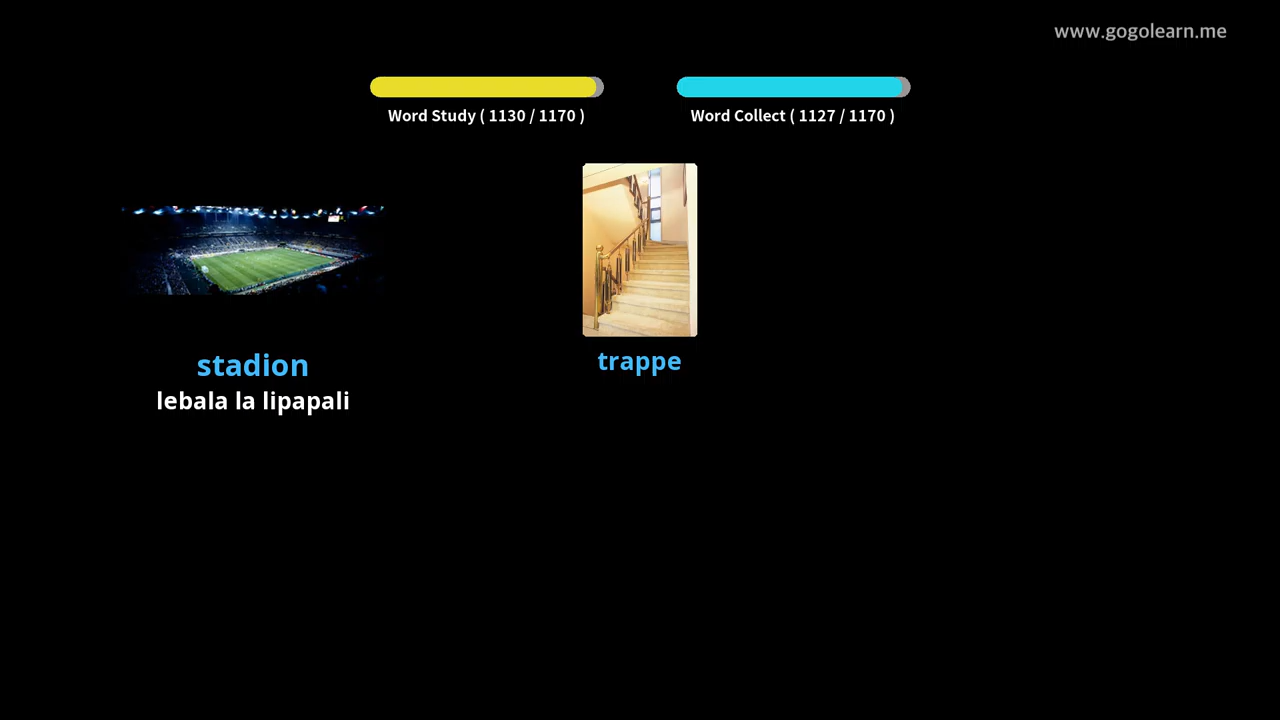 www.gogolearn.me
Word Study ( 1130 / 1170 )
Word Collect ( 1127 / 1170 )
stadion
lebala la lipapali
trappe